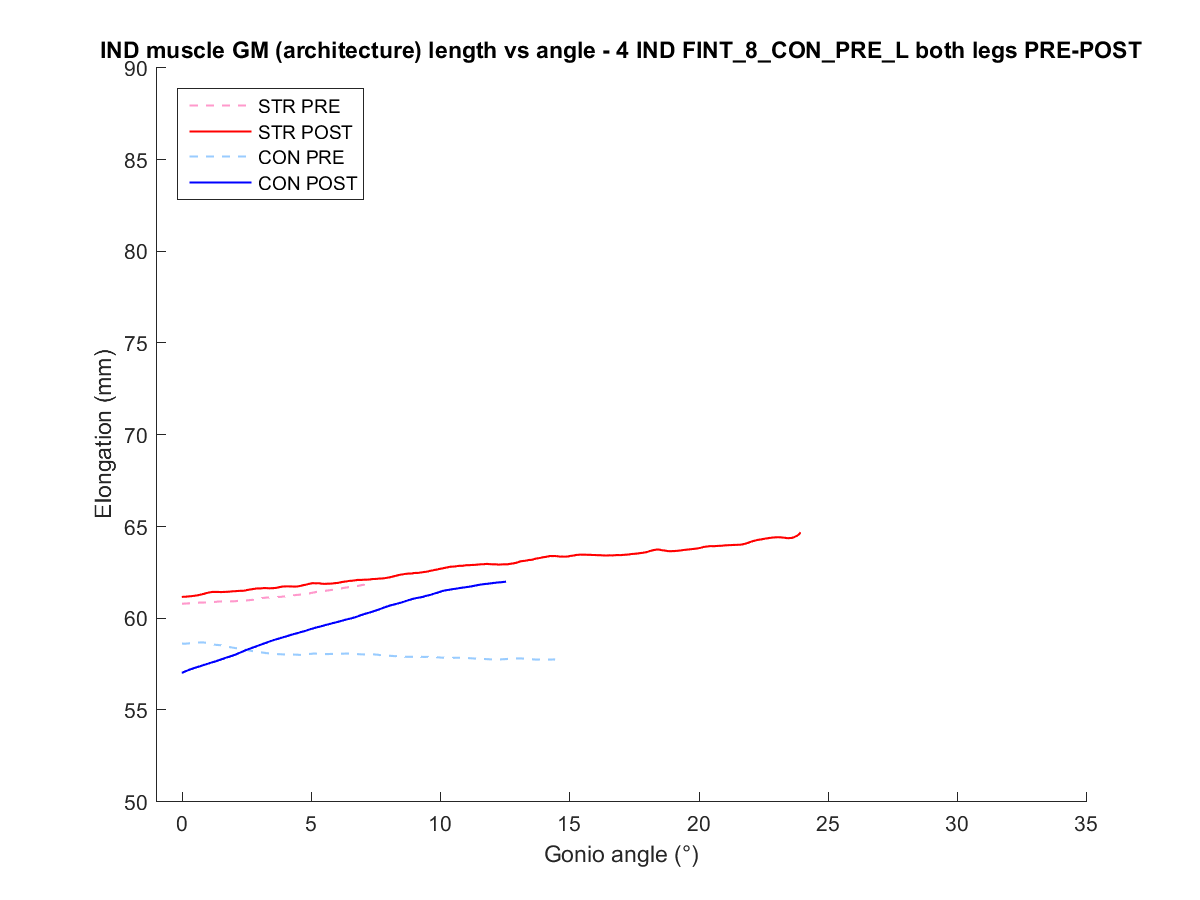 IND muscle GM (architecture) length vs angle - 4 IND FINT_8_CON_PRE_L both legs PRE-POST
90
85
80
75
70
65
60
55
50
Elongation (mm)
STR PRE
STR POST
CON PRE
CON POST
0 5 10 15 20 25 30 35
Gonio angle (°)